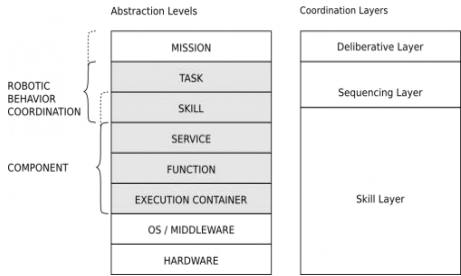 Abstraction Levels
Coordination Layers
MISSION
TASK
SKILL
SERVICE
FUNCTION
EXECUTION CONTAINER
OS / MIDDLEWARE
HARDWARE
ROBOTIC
BEHAVIOR
COORDINATION
COMPONENT
Deliberative Layer
Sequencing Layer
Skill Layer